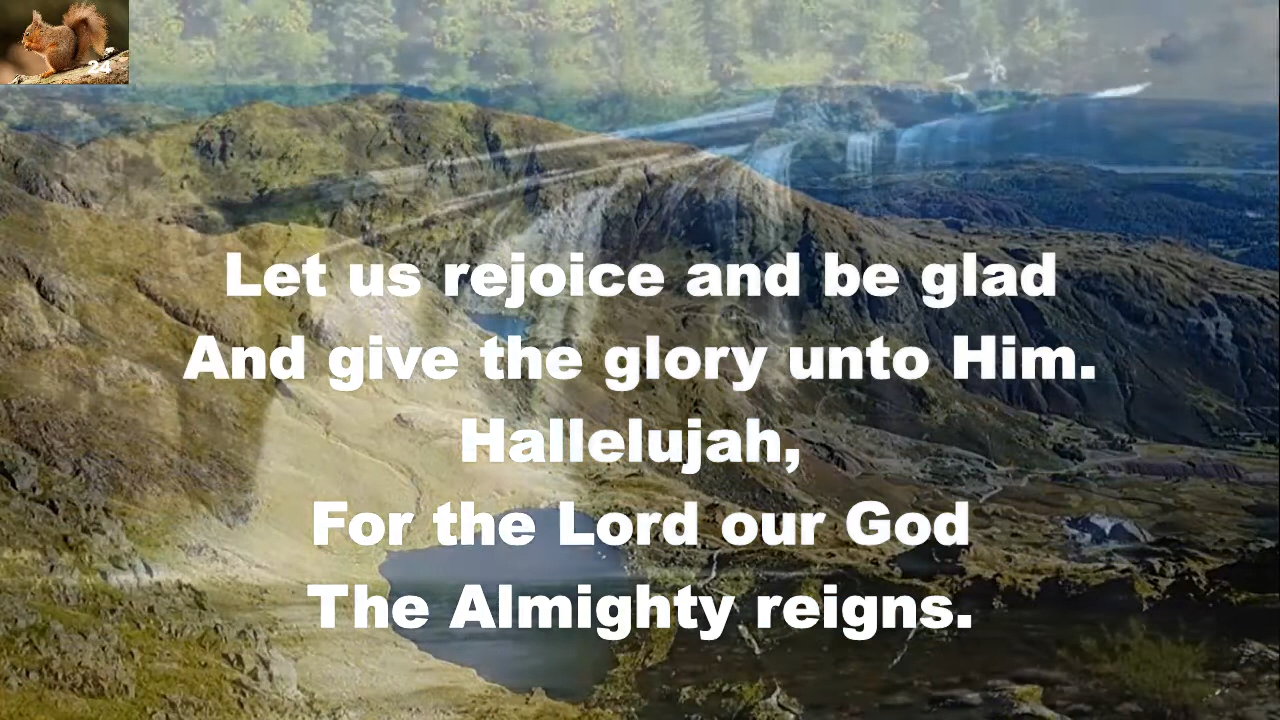 24
Let us rejoice and be glad
And give the glory unto Him.
Hallelujah,
For the Lord our God
The Almighty reigns.